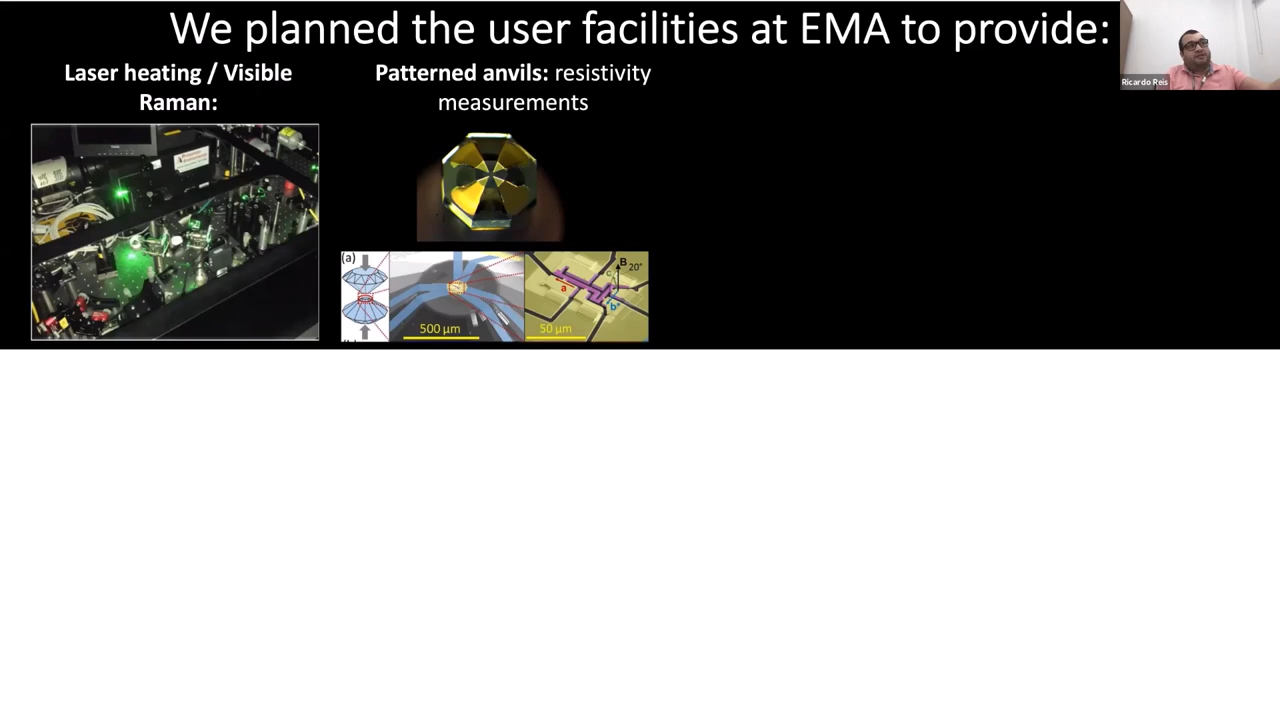 We planned the user facilities at EMA to provide:
Ricardo Reis
Laser heating / Visible
Raman:
Patterned anvils: resistivity
measurements
(a)
500 µm
50 µm
a
B
20°
c
b